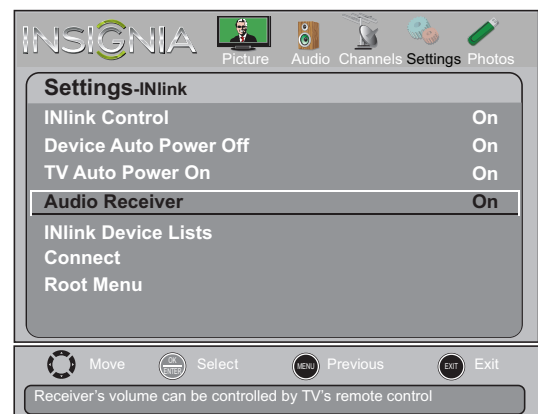 INSIGNIA
Picture Audio Channels Settings Photos
Settings-INlink
INlink Control On
Device Auto Power Off On
TV Auto Power On On
Audio Receiver On
INlink Device Lists
Connect
Root Menu
Move OK ENTER Select MENU Previous EXIT Exit
Receiver's volume can be controlled by TV's remote control